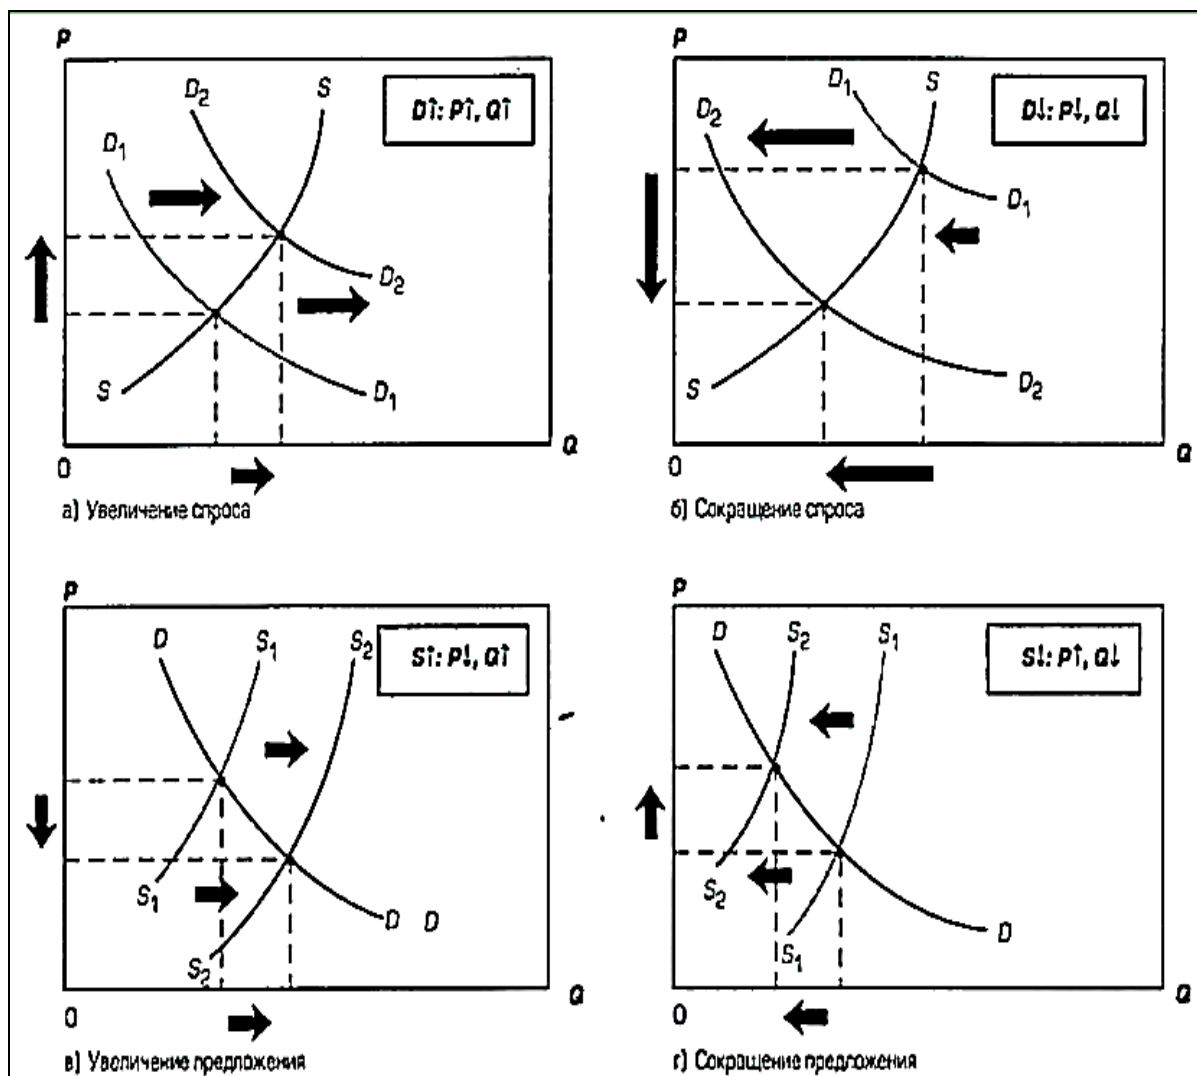 P
D₂
S
D↑: P↑, Q↑
D₁
D₂
S
D₁
0
Q
а) Увеличение спроса
P
D₁
S
D↓: P↓, Q↓
D₂
D₁
S
D₂
0
Q
б) Сокращение спроса
P
D
S₁
S₂
S↑: P↓, Q↑
S₁
D D
S₂
0
Q
в) Увеличение предложения
P
D
S₂
S₁
S↓: P↑, Q↓
S₂
D
S₁
0
Q
г) Сокращение предложения